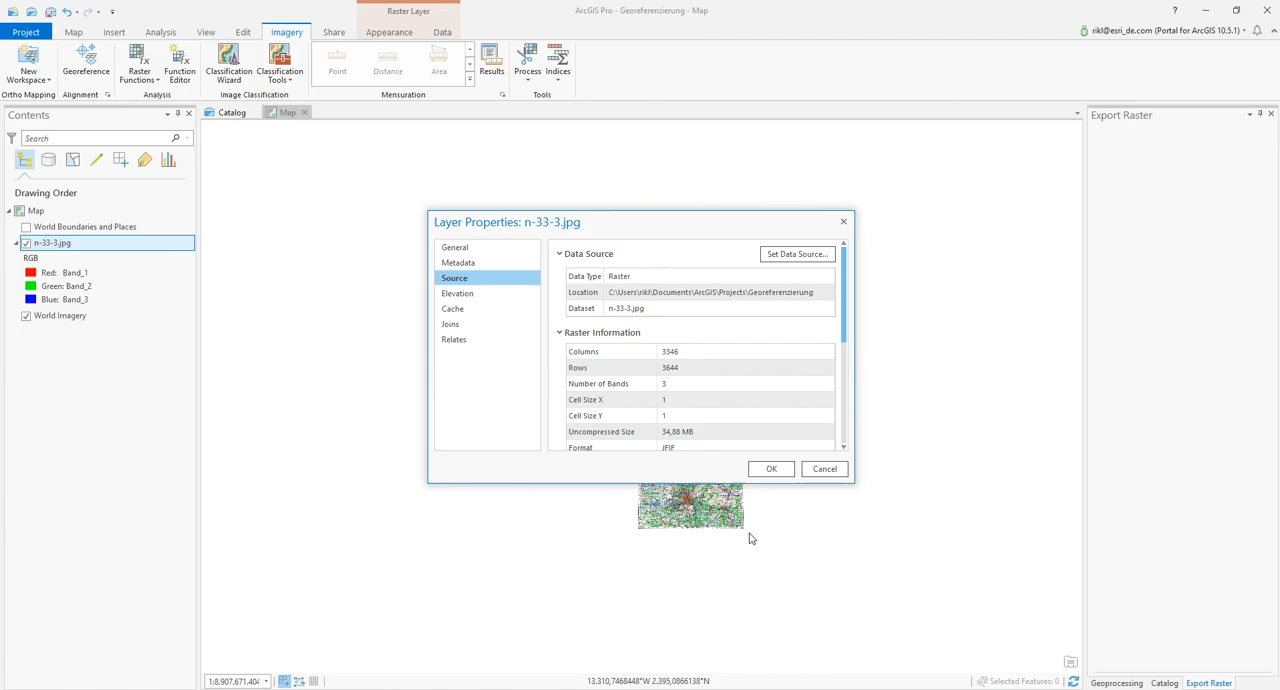 Raster Layer
ArcGIS Pro - Georeferenzierung - Map
?
Project
Map
Insert
Analysis
View
Edit
Imagery
Share
Appearance
Data
rikl@esri_de.com (Portal for ArcGIS 10.5.1)
New Workspace
Georeference
Raster Functions
Function Editor
Classification Wizard
Classification Tools
Point
Distance
Area
Results
Process
Indices
Ortho Mapping
Alignment
Analysis
Image Classification
Mensuration
Tools
Contents
Catalog
Map
Export Raster
Search
Drawing Order
Map
World Boundaries and Places
n-33-3.jpg
RGB
Red: Band_1
Green: Band_2
Blue: Band_3
World Imagery
Layer Properties: n-33-3.jpg
General
Metadata
Source
Elevation
Cache
Joins
Relates
Data Source
Set Data Source...
Data Type Raster
Location C:\Users\rikl\Documents\ArcGIS\Projects\Georeferenzierung
Dataset n-33-3.jpg
Raster Information
Columns 3346
Rows 3644
Number of Bands 3
Cell Size X 1
Cell Size Y 1
Uncompressed Size 34,88 MB
Format JFIF
OK
Cancel
1:8.907.671.404
13.310,7468448°W 2.395,0866138°N
Selected Features: 0
Geoprocessing
Catalog
Export Raster